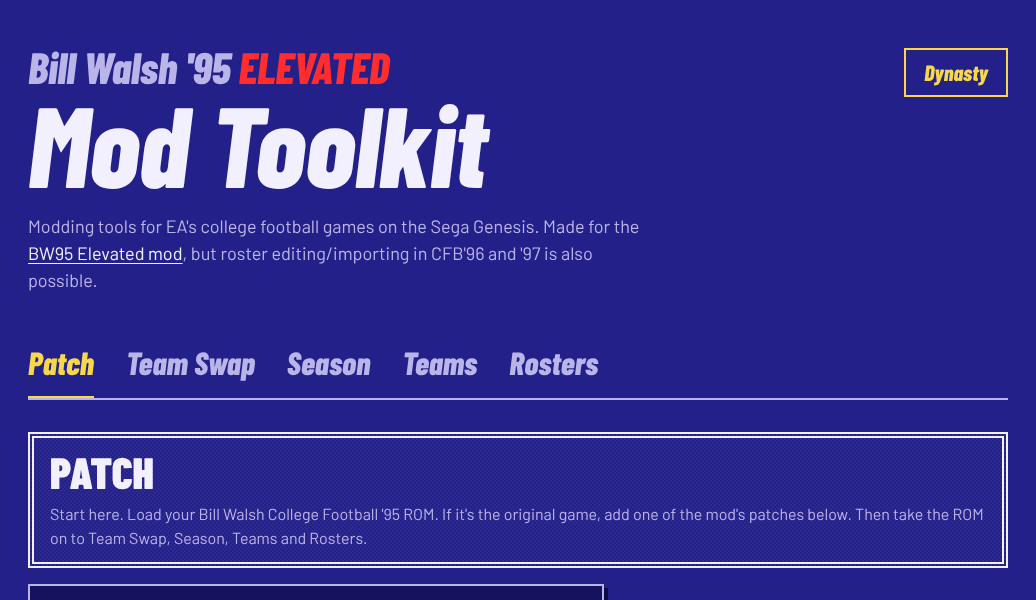 Bill Walsh '95 ELEVATED
Dynasty
Mod Toolkit
Modding tools for EA's college football games on the Sega Genesis. Made for the
BW95 Elevated mod, but roster editing/importing in CFB'96 and '97 is also
possible.
Patch Team Swap Season Teams Rosters
PATCH
Start here. Load your Bill Walsh College Football '95 ROM. If it's the original game, add one of the mod's patches below. Then take the ROM
on to Team Swap, Season, Teams and Rosters.